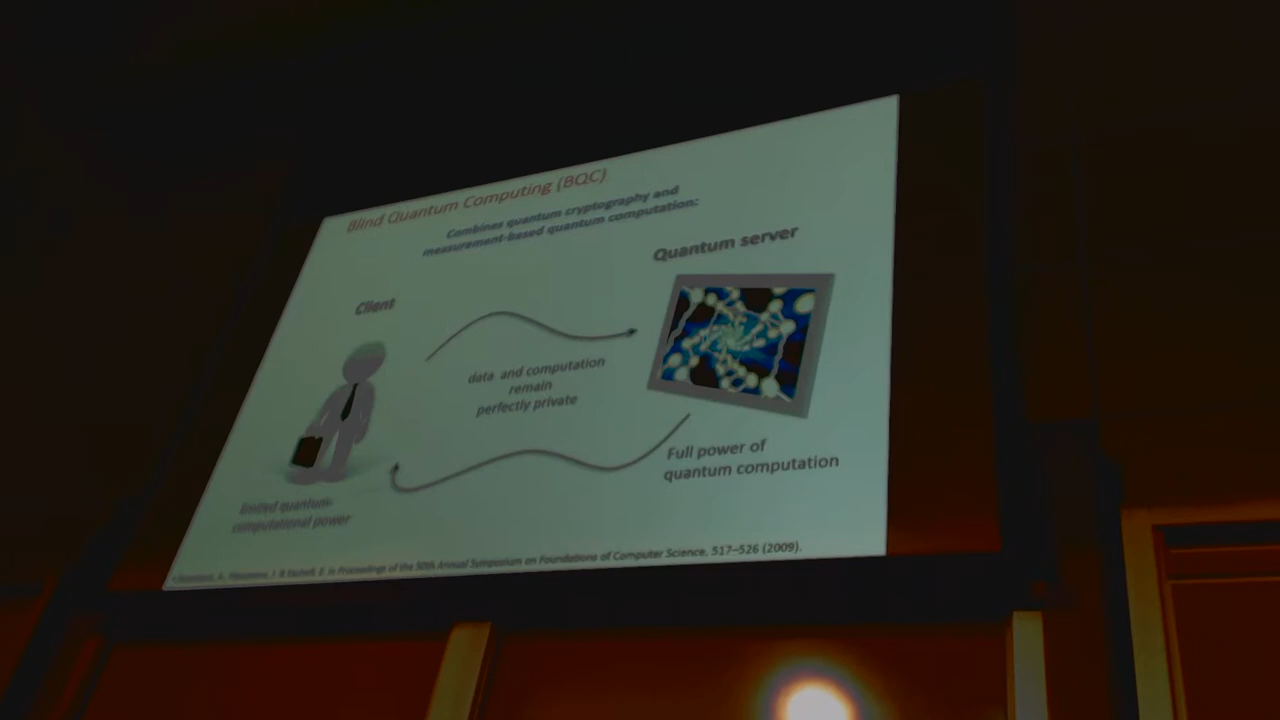 Blind Quantum Computing (BQC)
Combines quantum cryptography and
measurement-based quantum computation:
Quantum server
Client
data and computation
remain
perfectly private
Full power of
quantum computation
limited quantum-
computational power
E. in Proceedings of the 50th Annual Symposium on Foundations of Computer Science, 517–526 (2009).